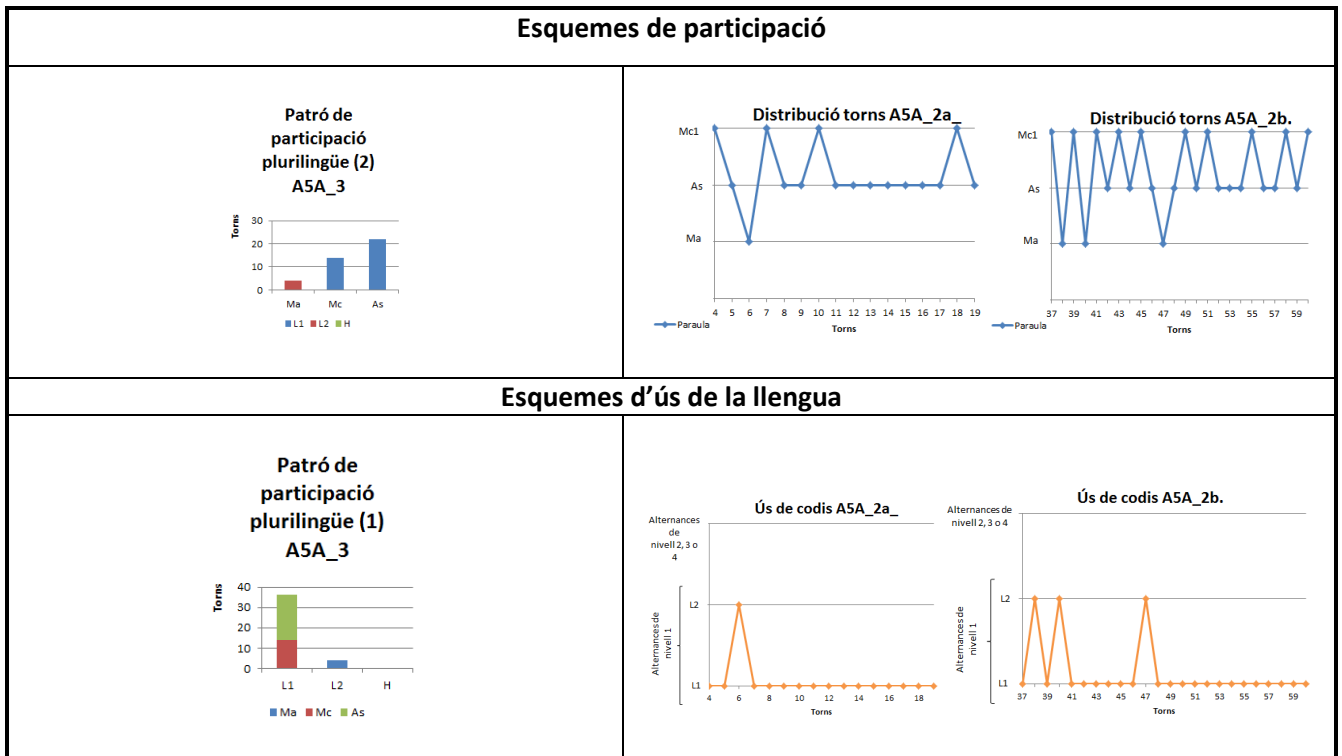 Esquemes de participació
Patró de
participació
plurilingüe (2)
A5A_3
Torns
30
20
10
0
Ma Mc As
L1 L2 H
Distribució torns A5A_2a_
Mc1
As
Ma
4 5 6 7 8 9 10 11 12 13 14 15 16 17 18 19
Paraula
Torns
Distribució torns A5A_2b.
Mc1
As
Ma
37 39 41 43 45 47 49 51 53 55 57 59
Paraula
Torns
Esquemes d'ús de la llengua
Patró de
participació
plurilingüe (1)
A5A_3
Torns
40
30
20
10
0
L1 L2 H
Ma Mc As
Ús de codis A5A_2a_
Alternances
de
nivell 2, 3 o
4
L2
Alternances de
nivell 1
L1
4 6 8 10 12 14 16 18
Torns
Ús de codis A5A_2b.
Alternances de
nivell 2, 3 o 4
L2
Alternances de
nivell 1
L1
37 39 41 43 45 47 49 51 53 55 57 59
Torns